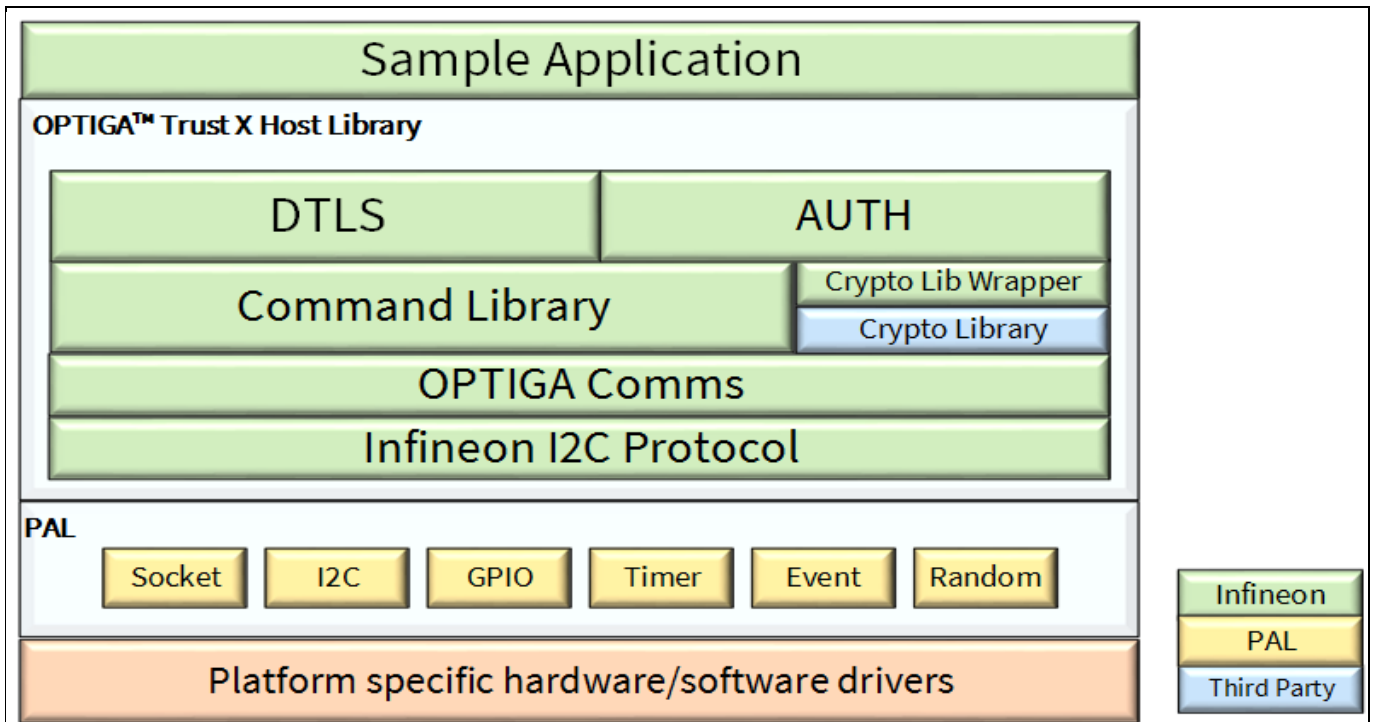 Sample Application
OPTIGA™ Trust X Host Library
DTLS
AUTH
Command Library
Crypto Lib Wrapper
Crypto Library
OPTIGA Comms
Infineon I2C Protocol
PAL
Socket
I2C
GPIO
Timer
Event
Random
Platform specific hardware/software drivers
Infineon
PAL
Third Party